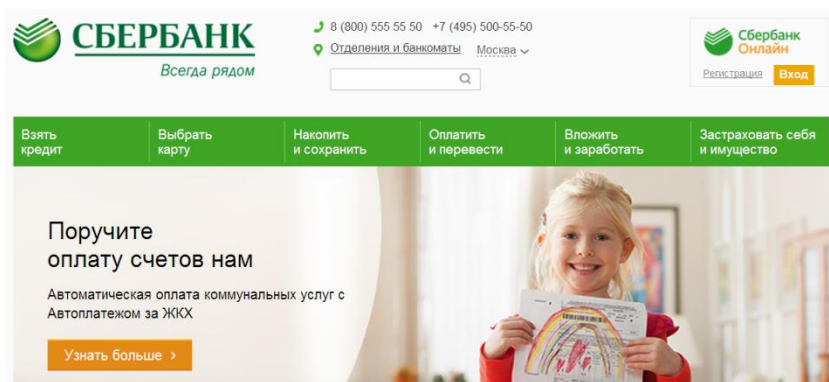 СБЕРБАНК
Всегда рядом
8 (800) 555 55 50 +7 (495) 500-55-50
Отделения и банкоматы Москва
Сбербанк
Онлайн
Регистрация Вход
Взять
кредит
Выбрать
карту
Накопить
и сохранить
Оплатить
и перевести
Вложить
и заработать
Застраховать себя
и имущество
Поручите
оплату счетов нам
Автоматическая оплата коммунальных услуг с
Автоплатежом за ЖКХ
Узнать больше ›